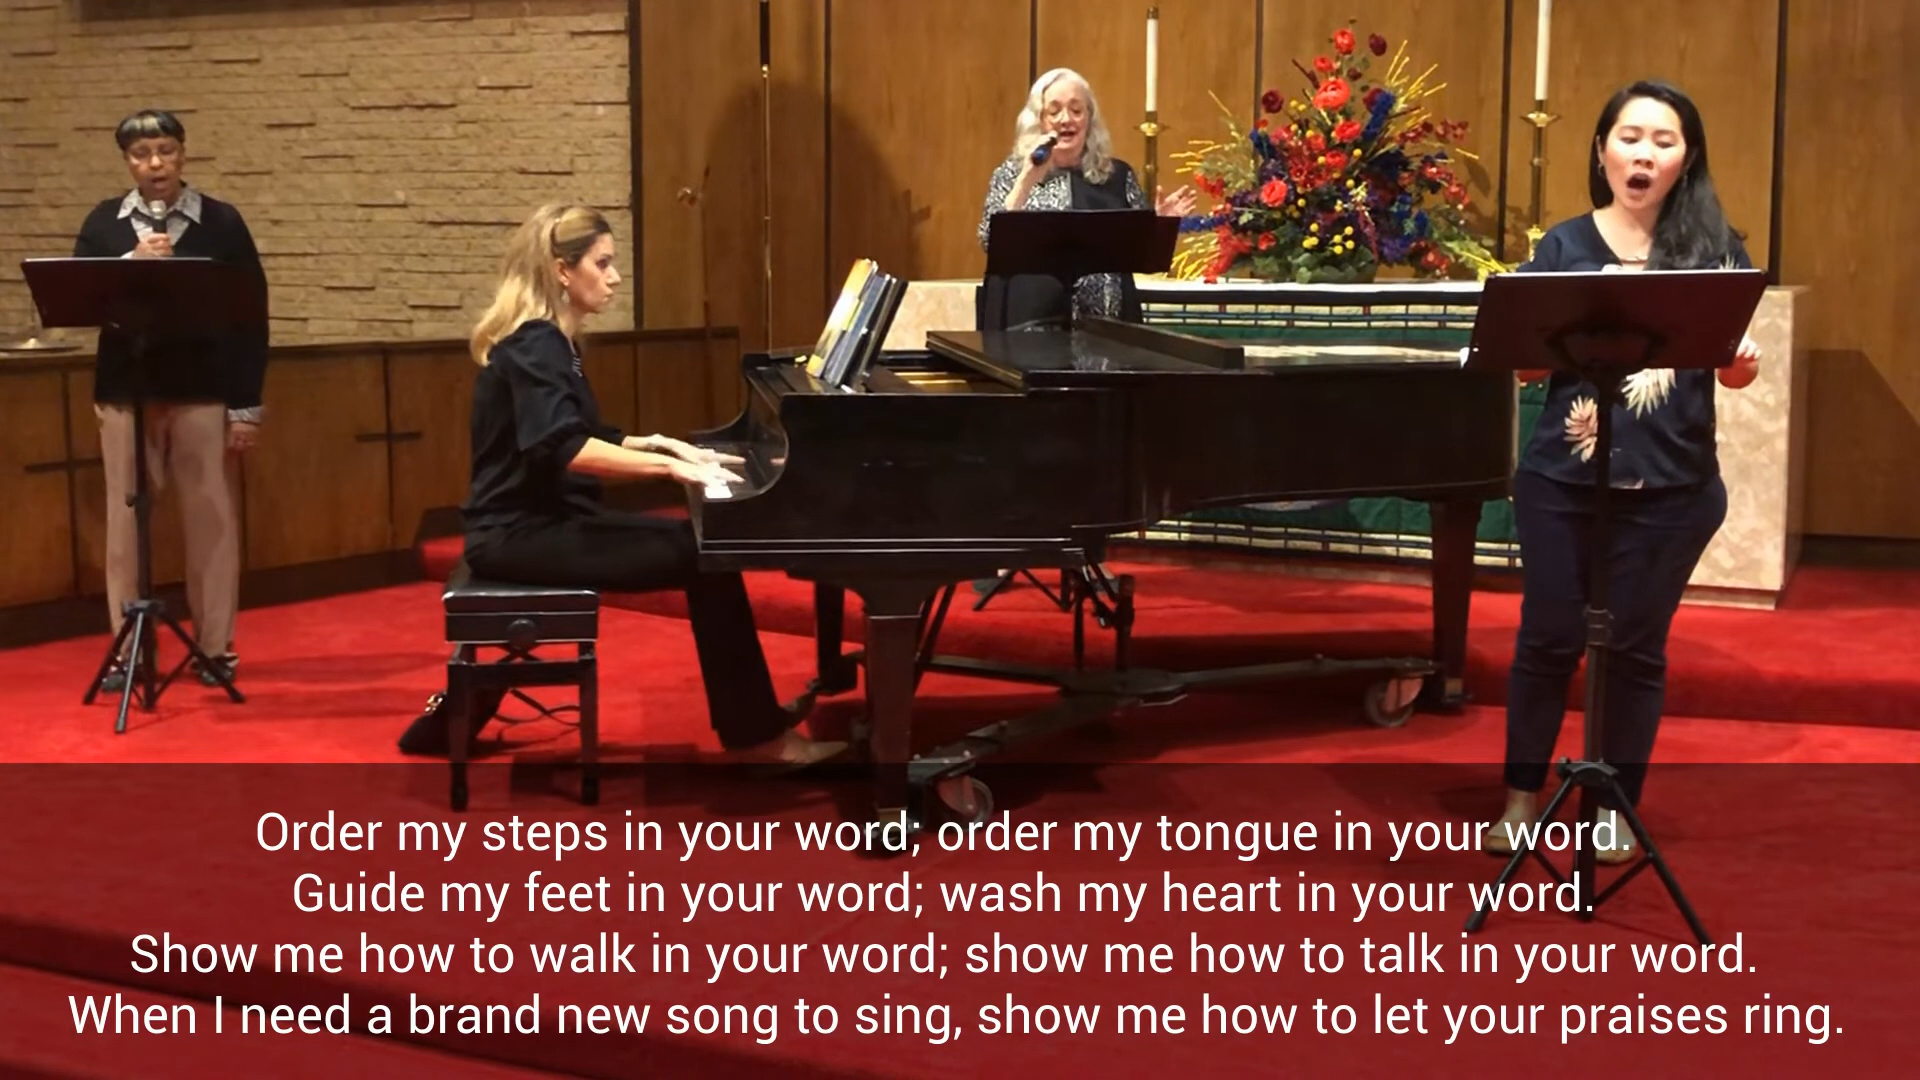 Order my steps in your word; order my tongue in your word.
Guide my feet in your word; wash my heart in your word.
Show me how to walk in your word; show me how to talk in your word.
When I need a brand new song to sing, show me how to let your praises ring.